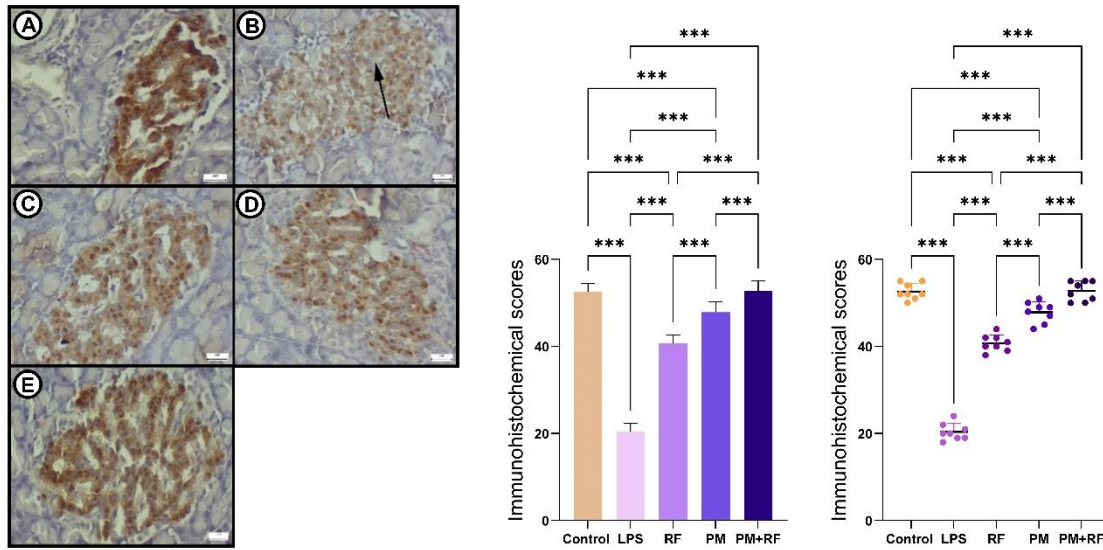 A
B
C
D
E
***
***
***
***
*** ***
*** ***
*** ***
Immunohistochemical scores
60
40
20
0
Control LPS RF PM PM+RF
***
***
***
*** ***
*** ***
*** ***
Immunohistochemical scores
60
40
20
0
Control LPS RF PM PM+RF